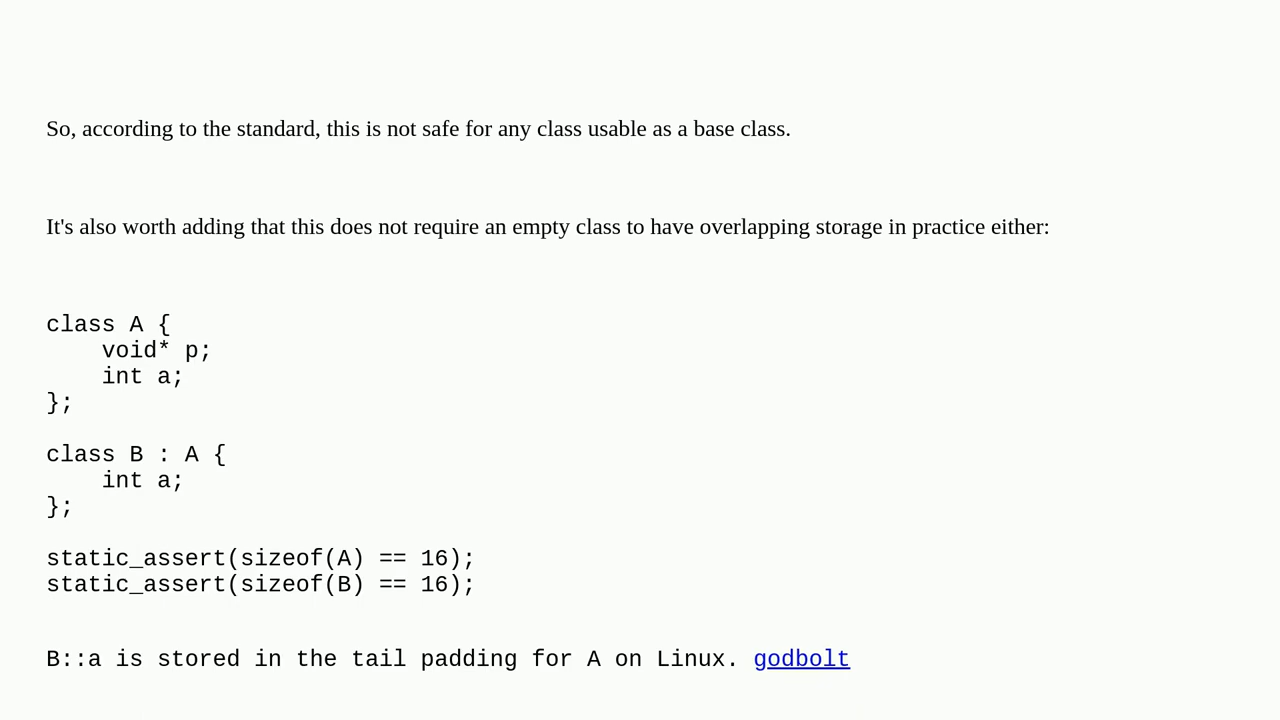 So, according to the standard, this is not safe for any class usable as a base class.
It's also worth adding that this does not require an empty class to have overlapping storage in practice either:
class A {
    void* p;
    int a;
};
class B : A {
    int a;
};
static_assert(sizeof(A) == 16);
static_assert(sizeof(B) == 16);
B::a is stored in the tail padding for A on Linux. godbolt